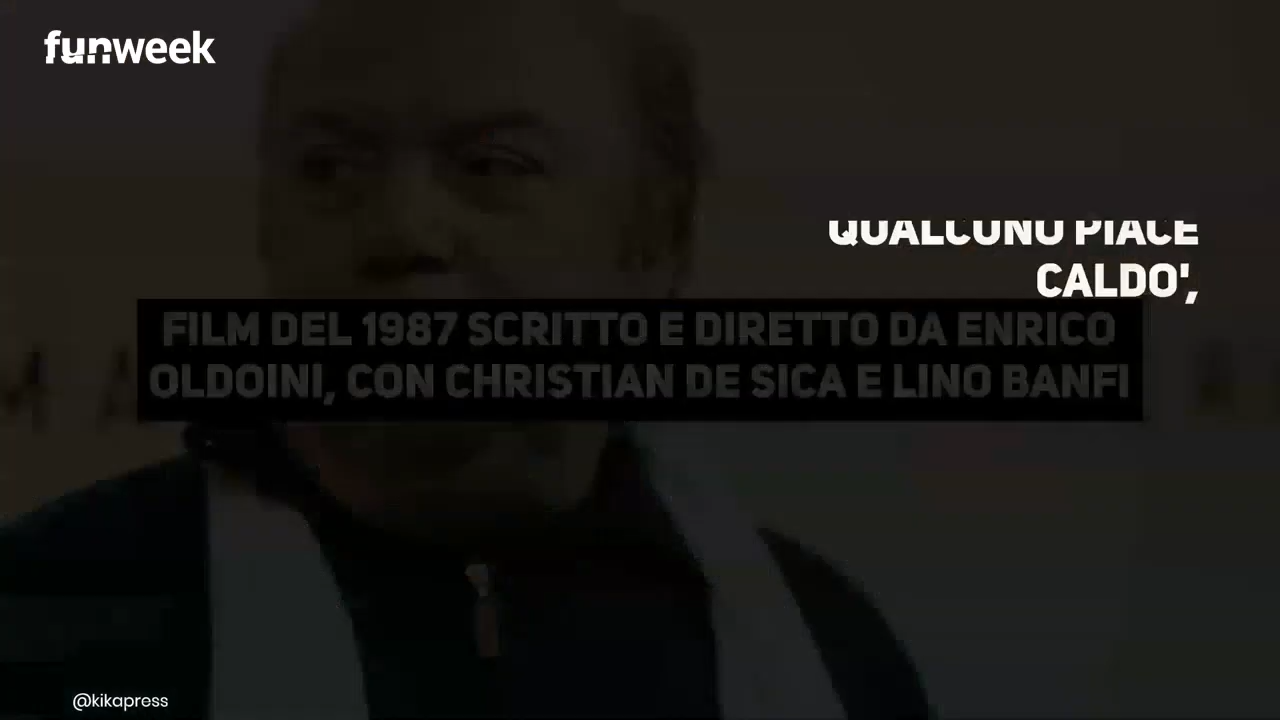 funweek
QUALCUNO PIACE
CALDO',
FILM DEL 1987 SCRITTO E DIRETTO DA ENRICO
OLDOINI, CON CHRISTIAN DE SICA E LINO BANFI
@kikapress